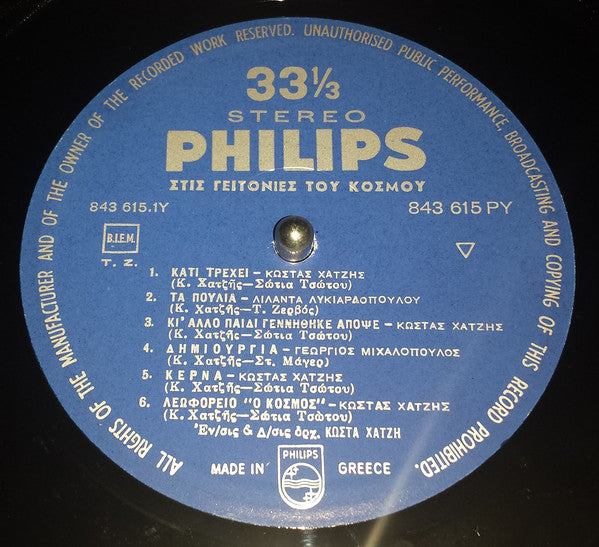 ALL RIGHTS OF THE MANUFACTURER AND OF THE OWNER OF THE RECORDED WORK RESERVED. UNAUTHORISED PUBLIC PERFORMANCE, BROADCASTING AND COPYING OF THIS RECORD PROHIBITED.
33⅓
STEREO
PHILIPS
ΣΤΙΣ ΓΕΙΤΟΝΙΕΣ ΤΟΥ ΚΟΣΜΟΥ
843 615.1Y 843 615 PY
B.I.E.M.
T. Z.
1. ΚΑΤΙ ΤΡΕΧΕΙ – ΚΩΣΤΑΣ ΧΑΤΖΗΣ
(Κ. Χατζῆς–Σώτια Τσώτου)
2. ΤΑ ΠΟΥΛΙΑ – ΛΙΛΑΝΤΑ ΛΥΚΙΑΡΔΟΠΟΥΛΟΥ
(Κ. Χατζῆς–Τ. Ζερβός)
3. ΚΙ' ΑΛΛΟ ΠΑΙΔΙ ΓΕΝΝΗΘΗΚΕ ΑΠΟΨΕ – ΚΩΣΤΑΣ ΧΑΤΖΗΣ
(Κ. Χατζῆς–Σώτια Τσώτου)
4. ΔΗΜΙΟΥΡΓΙΑ – ΓΕΩΡΓΙΟΣ ΜΙΧΑΛΟΠΟΥΛΟΣ
(Κ. Χατζῆς–Στ. Μάγερ)
5. ΚΕΡΝΑ – ΚΩΣΤΑΣ ΧΑΤΖΗΣ
(Κ. Χατζῆς–Σώτια Τσώτου)
6. ΛΕΩΦΟΡΕΙΟ "Ο ΚΟΣΜΟΣ" – ΚΩΣΤΑΣ ΧΑΤΖΗΣ
(Κ. Χατζῆς–Σώτια Τσώτου)
Ἐν/σις & Δ/σις ὀρχ. ΚΩΣΤΑ ΧΑΤΖΗ
MADE IN PHILIPS GREECE